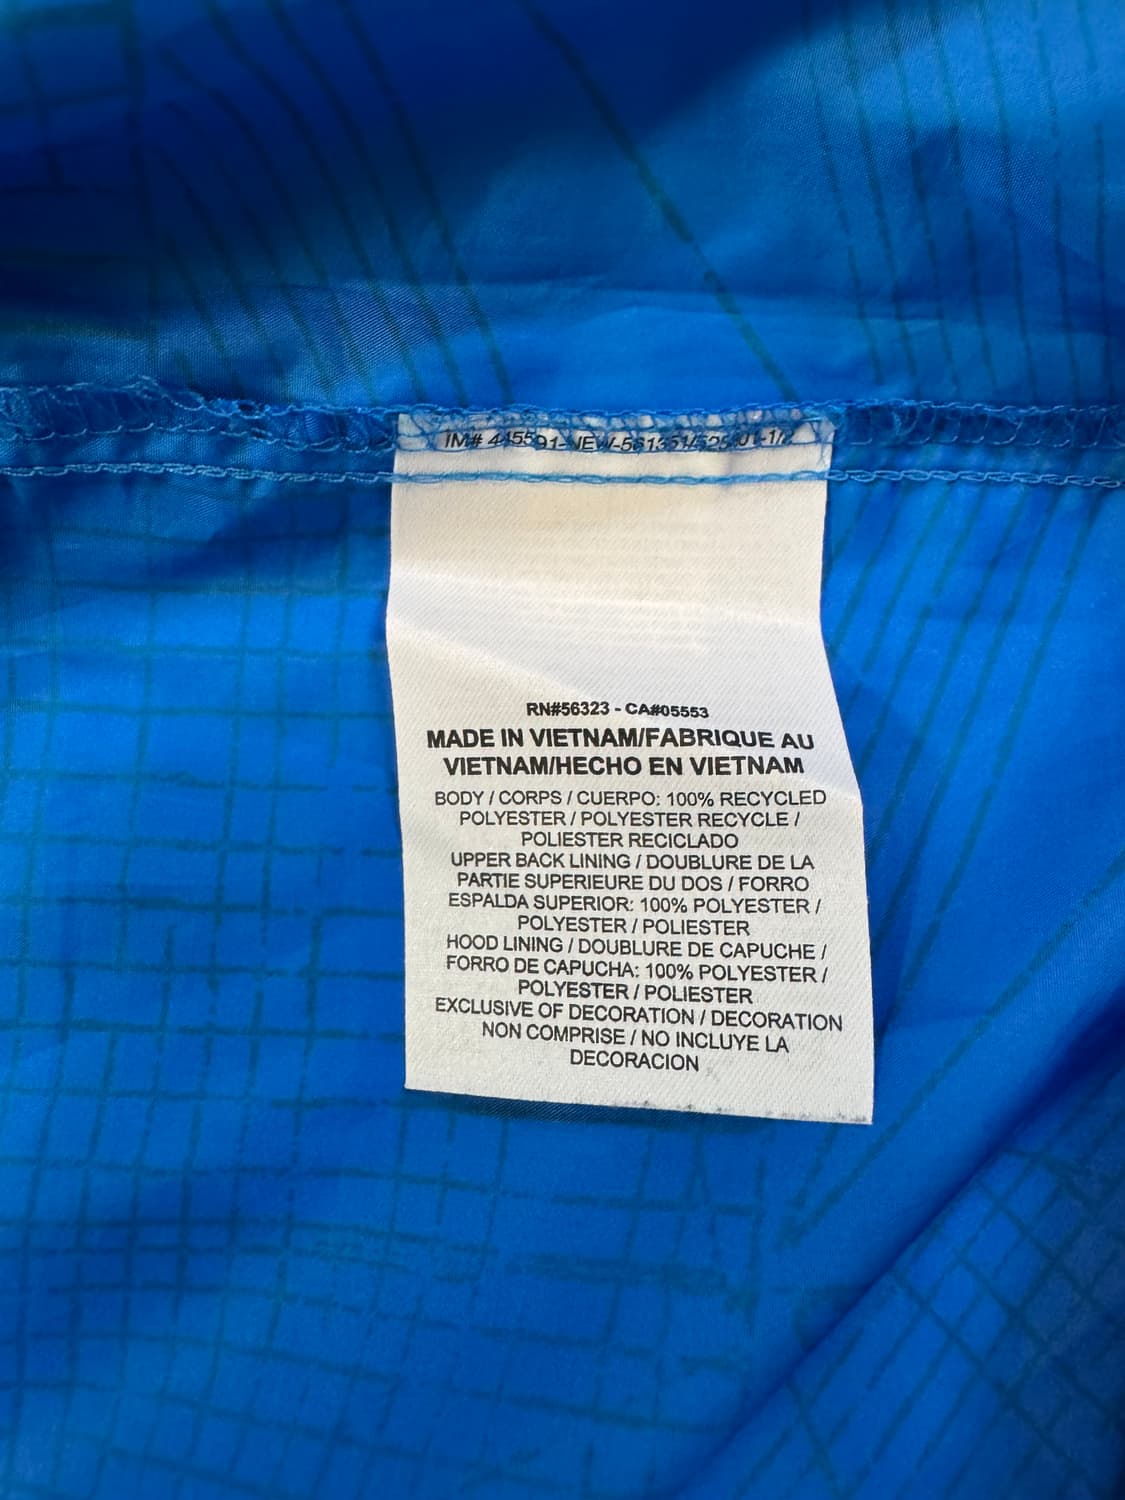 RN#56323 - CA#05553
MADE IN VIETNAM/FABRIQUE AU
VIETNAM/HECHO EN VIETNAM
BODY / CORPS / CUERPO: 100% RECYCLED
POLYESTER / POLYESTER RECYCLE /
POLIESTER RECICLADO
UPPER BACK LINING / DOUBLURE DE LA
PARTIE SUPERIEURE DU DOS / FORRO
ESPALDA SUPERIOR: 100% POLYESTER /
POLYESTER / POLIESTER
HOOD LINING / DOUBLURE DE CAPUCHE /
FORRO DE CAPUCHA: 100% POLYESTER /
POLYESTER / POLIESTER
EXCLUSIVE OF DECORATION / DECORATION
NON COMPRISE / NO INCLUYE LA
DECORACION